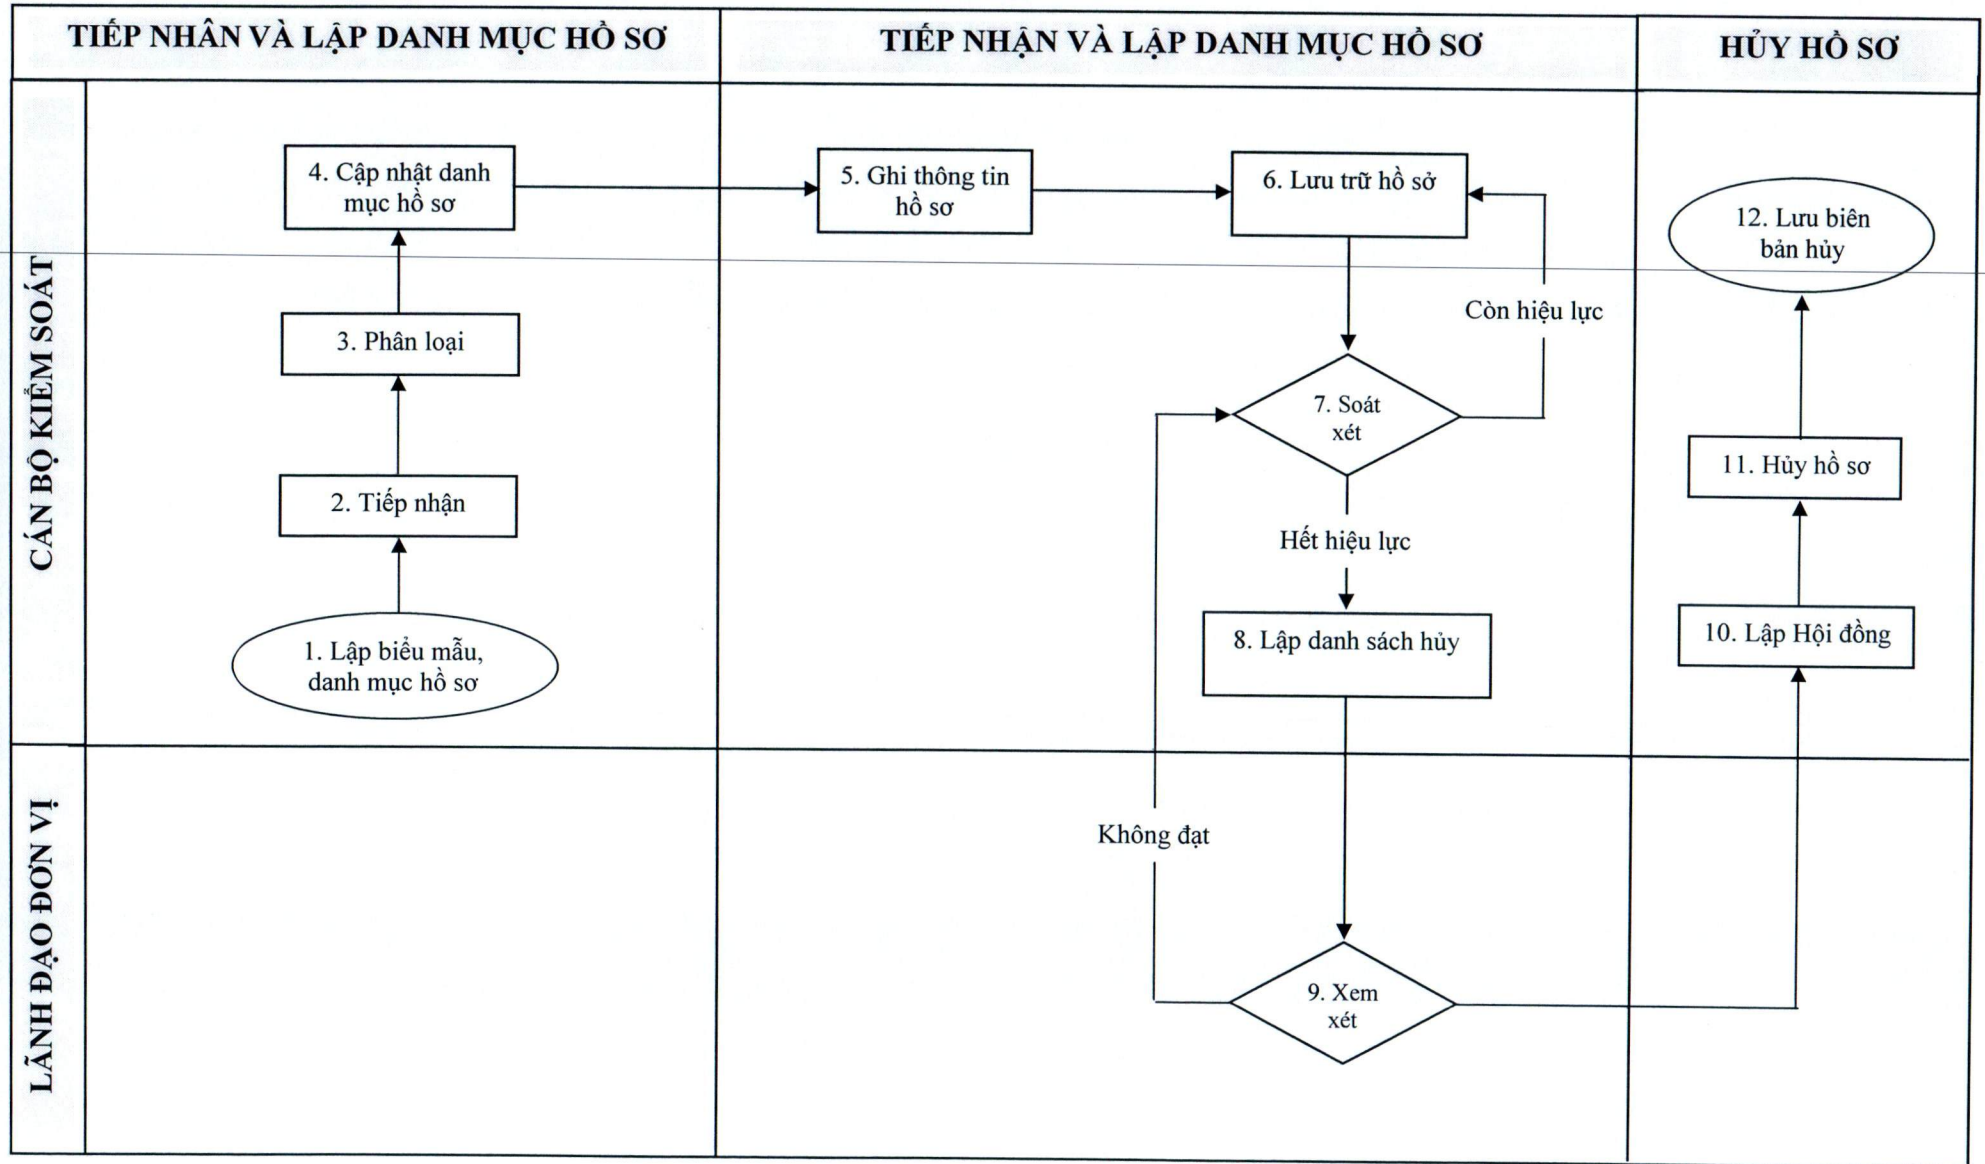 TIẾP NHÂN VÀ LẬP DANH MỤC HỒ SƠ
TIẾP NHẬN VÀ LẬP DANH MỤC HỒ SƠ
HỦY HỒ SƠ
CÁN BỘ KIỂM SOÁT
4. Cập nhật danh
mục hồ sơ
5. Ghi thông tin
hồ sơ
6. Lưu trữ hồ sở
12. Lưu biên
bản hủy
Còn hiệu lực
3. Phân loại
7. Soát
xét
11. Hủy hồ sơ
2. Tiếp nhận
Hết hiệu lực
1. Lập biểu mẫu,
danh mục hồ sơ
8. Lập danh sách hủy
10. Lập Hội đồng
LÃNH ĐẠO ĐƠN VỊ
Không đạt
9. Xem
xét